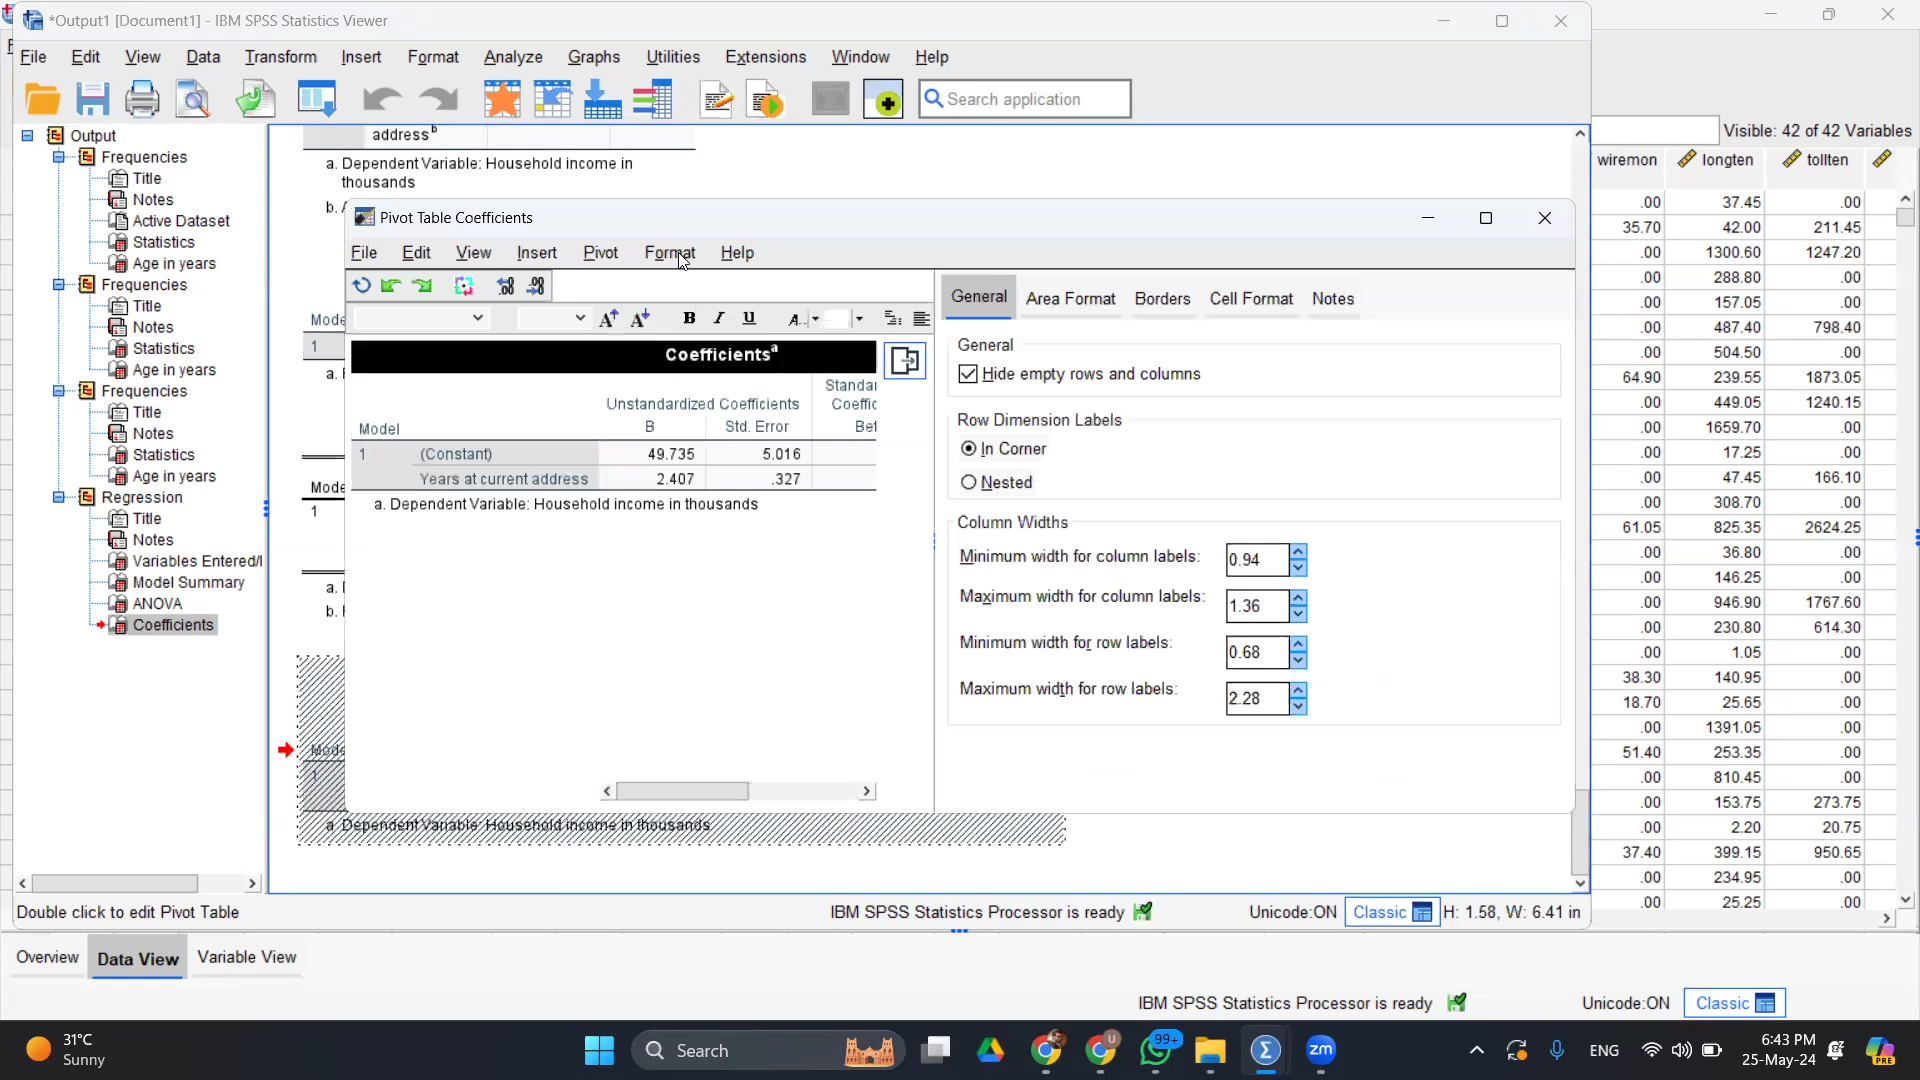 *Output1 [Document1] - IBM SPSS Statistics Viewer
File Edit View Data Transform Insert Format Analyze Graphs Utilities Extensions Window Help
Search application
Visible: 42 of 42 Variables
Output
Frequencies
Title
Notes
Active Dataset
Statistics
Age in years
Frequencies
Title
Notes
Statistics
Age in years
Frequencies
Title
Notes
Statistics
Age in years
Regression
Title
Notes
Variables Entered/
Model Summary
ANOVA
Coefficients
address b
a. Dependent Variable: Household income in
thousands
b.
Mode
1
a.
Mode
1
a.
b.
Mode
1
a Dependent Variable: Household income in thousands
Pivot Table Coefficients
File Edit View Insert Pivot Format Help
B I U A
Coefficients a
Unstandardized Coefficients
Standar
Coeffic
Model B Std. Error Bet
1 (Constant) 49.735 5.016
Years at current address 2.407 .327
a. Dependent Variable: Household income in thousands
General Area Format Borders Cell Format Notes
General
Hide empty rows and columns
Row Dimension Labels
In Corner
Nested
Column Widths
Minimum width for column labels: 0.94
Maximum width for column labels: 1.36
Minimum width for row labels: 0.68
Maximum width for row labels: 2.28
wiremon longten tollten
.00 37.45 .00
35.70 42.00 211.45
.00 1300.60 1247.20
.00 288.80 .00
.00 157.05 .00
.00 487.40 798.40
.00 504.50 .00
64.90 239.55 1873.05
.00 449.05 1240.15
.00 1659.70 .00
.00 17.25 .00
.00 47.45 166.10
.00 308.70 .00
61.05 825.35 2624.25
.00 36.80 .00
.00 146.25 .00
.00 946.90 1767.60
.00 230.80 614.30
.00 1.05 .00
38.30 140.95 .00
18.70 25.65 .00
.00 1391.05 .00
51.40 253.35 .00
.00 810.45 .00
.00 153.75 273.75
.00 2.20 20.75
37.40 399.15 950.65
.00 234.95 .00
.00 25.25 .00
Double click to edit Pivot Table
IBM SPSS Statistics Processor is ready
Unicode:ON Classic H: 1.58, W: 6.41 in
Overview Data View Variable View
IBM SPSS Statistics Processor is ready
Unicode:ON Classic
31°C
Sunny
Search
99+
zm
ENG
6:43 PM
25-May-24
PRE